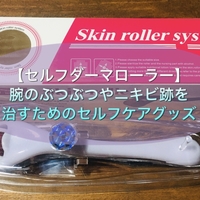 Skin roller sys
【セルフダーマローラー】
腕のぶつぶつやニキビ跡を
治すためのセルフケアグッズ